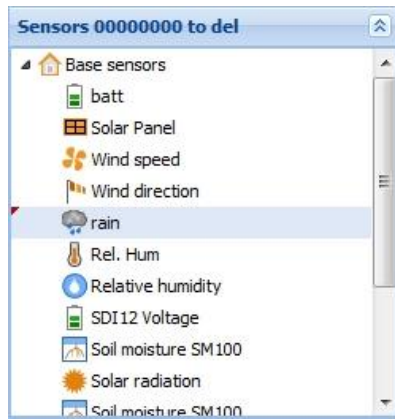 Sensors 00000000 to del
Base sensors
batt
Solar Panel
Wind speed
Wind direction
rain
Rel. Hum
Relative humidity
SDI12 Voltage
Soil moisture SM100
Solar radiation
Soil moisture SM100